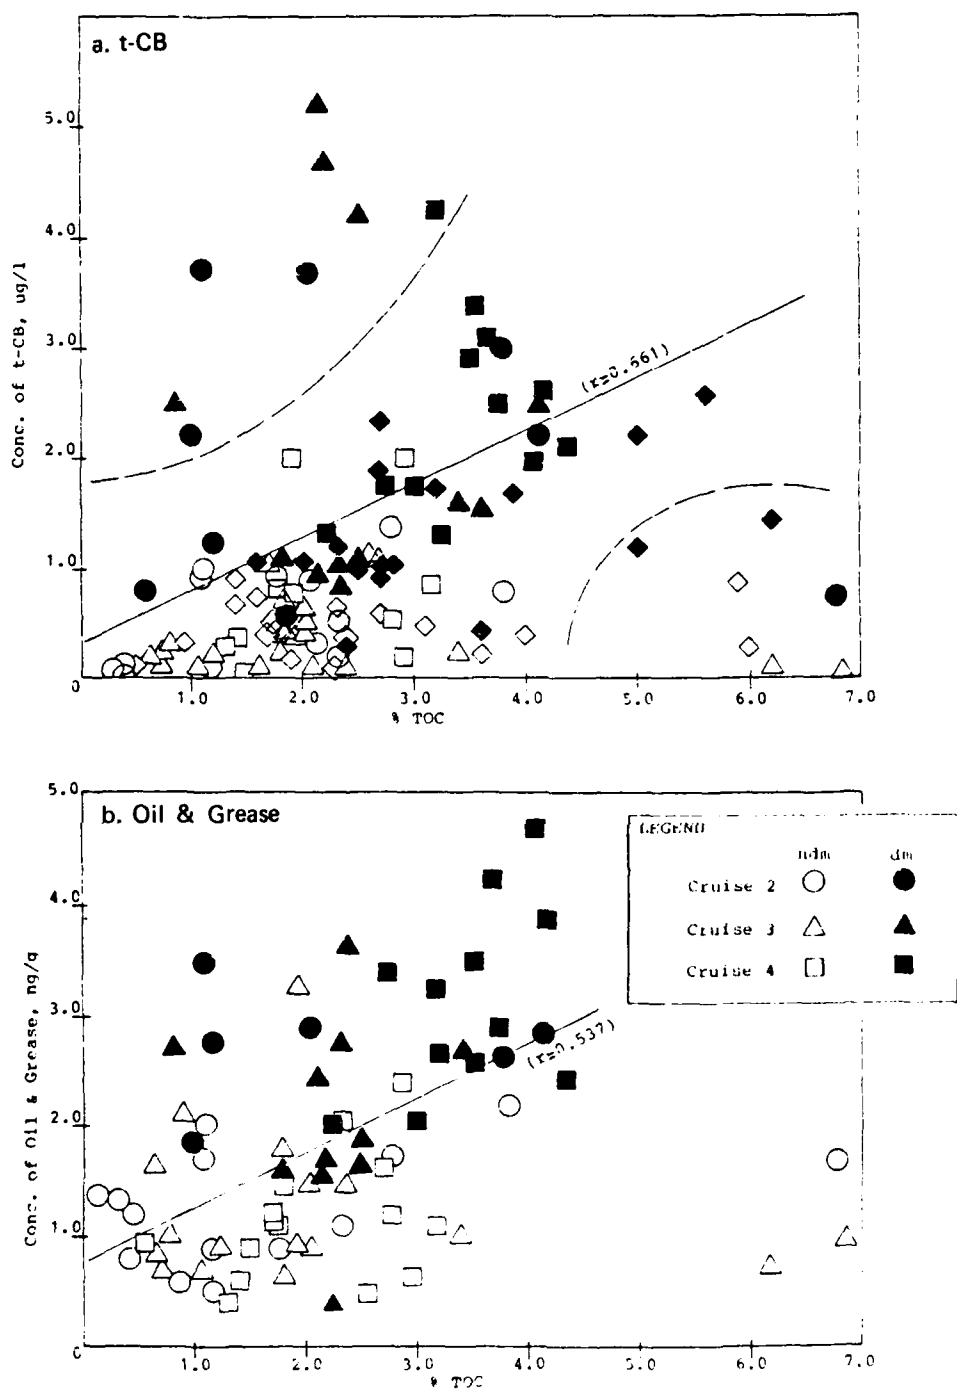 a. t-CB
5.0
4.0
3.0
2.0
1.0
0
Conc. of t-CB, ug/l
(r=0.661)
1.0 2.0 3.0 4.0 5.0 6.0 7.0
% TOC
b. Oil & Grease
5.0
4.0
3.0
2.0
1.0
0
Conc. of Oil & Grease, ng/g
(r=0.537)
LEGEND
ndm dm
Cruise 2
Cruise 3
Cruise 4
1.0 2.0 3.0 4.0 5.0 6.0 7.0
% TOC